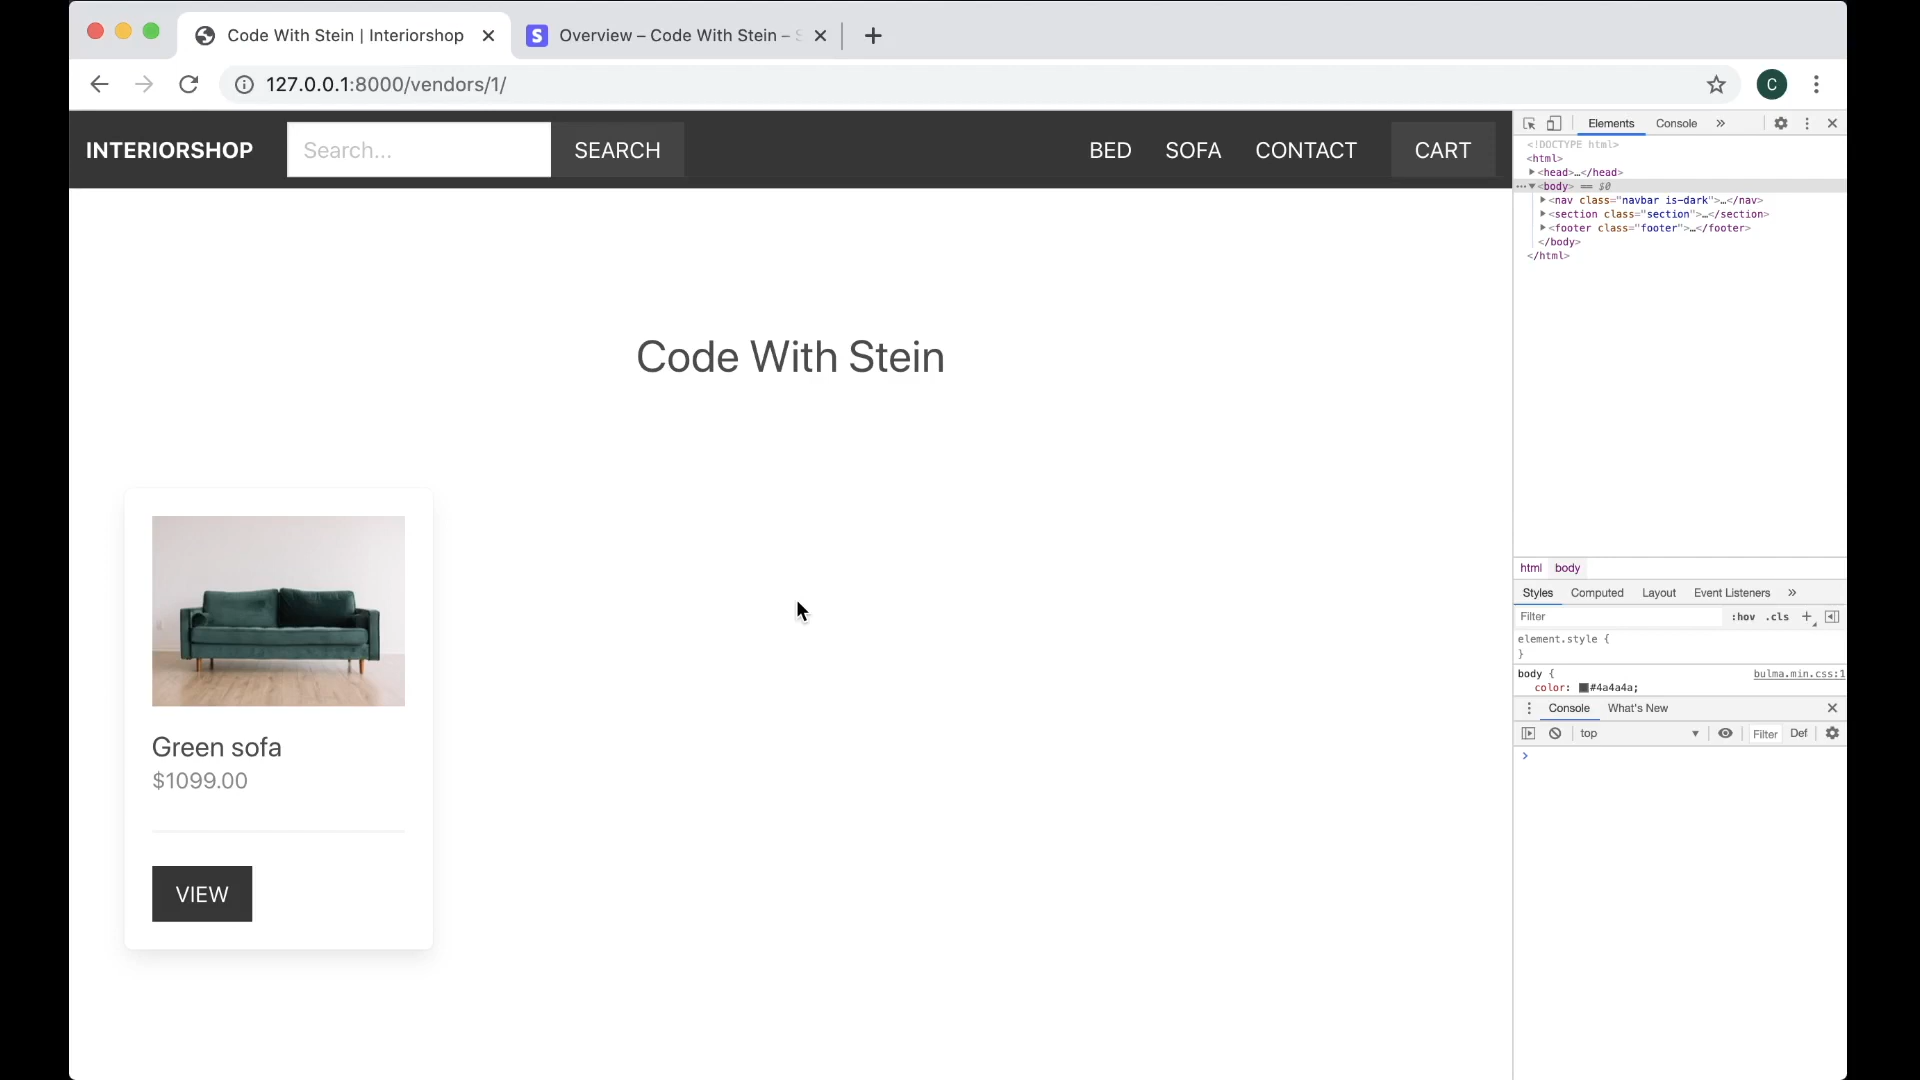 Code With Stein | Interiorshop
Overview – Code With Stein –
127.0.0.1:8000/vendors/1/
C
INTERIORSHOP
Search...
SEARCH
BED
SOFA
CONTACT
CART
Code With Stein
Green sofa
$1099.00
VIEW
Elements
Console
<!DOCTYPE html>
<html>
<head>…</head>
<body> == $0
<nav class="navbar is-dark">…</nav>
<section class="section">…</section>
<footer class="footer">…</footer>
</body>
</html>
html
body
Styles
Computed
Layout
Event Listeners
Filter
:hov
.cls
element.style {
}
body {
bulma.min.css:1
color: #4a4a4a;
Console
What's New
top
Filter
Def